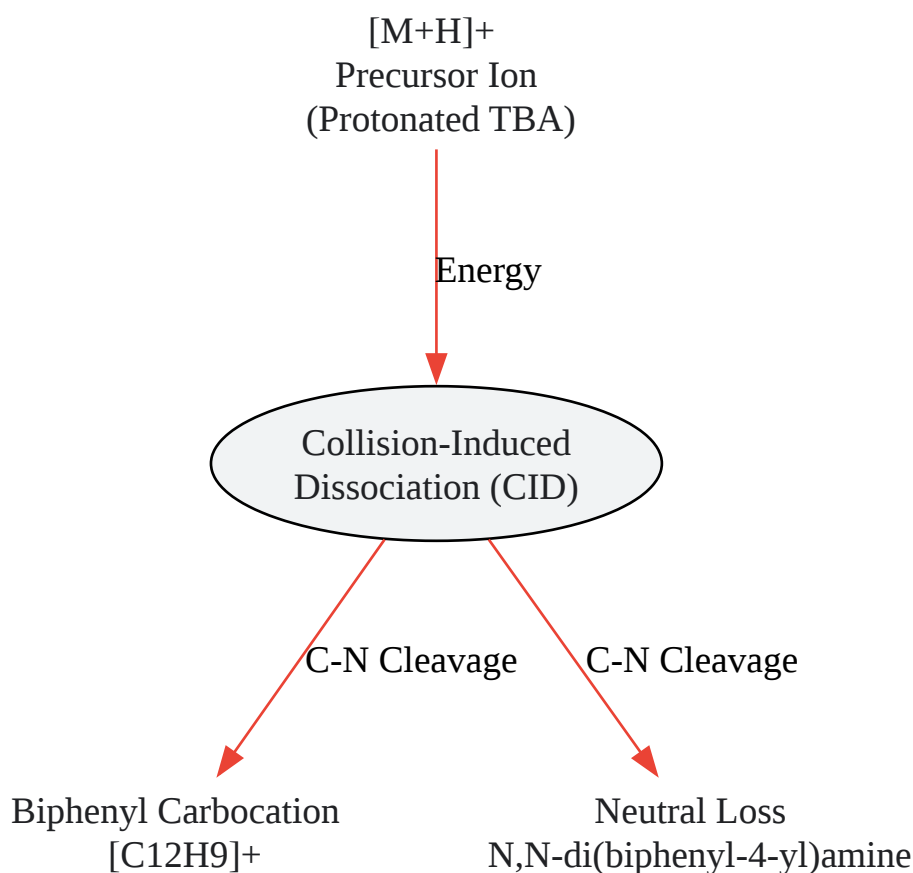 [M+H]+
Precursor Ion
(Protonated TBA)
Energy
Collision-Induced
Dissociation (CID)
C-N Cleavage
C-N Cleavage
Biphenyl Carbocation
[C12H9]+
Neutral Loss
N,N-di(biphenyl-4-yl)amine